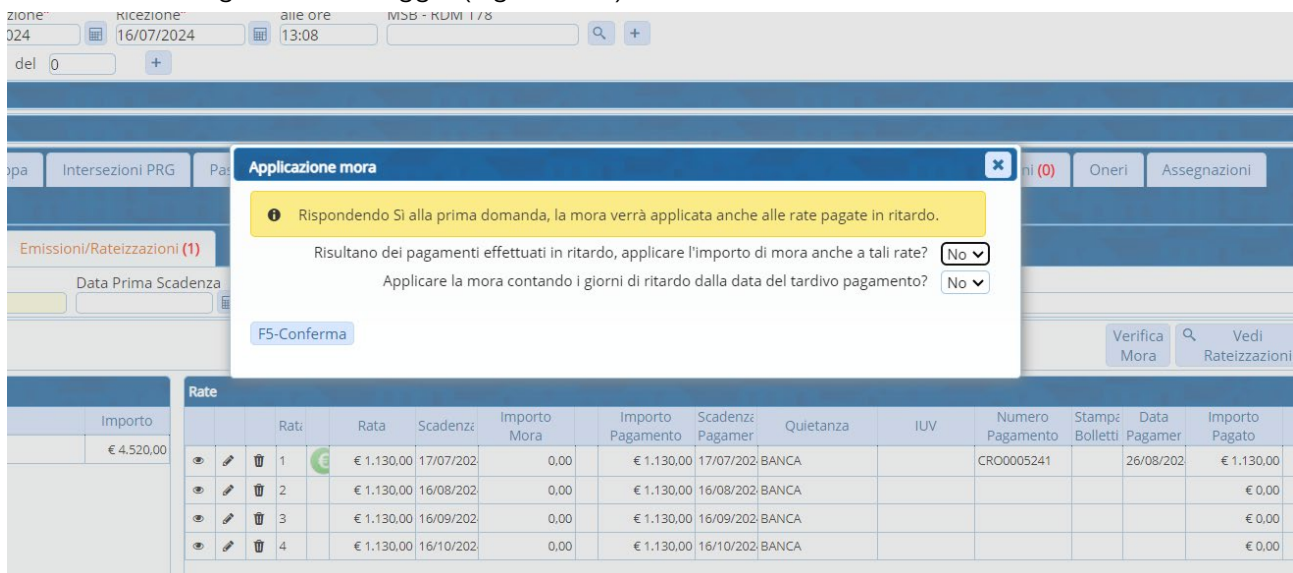 Ricezione*
alle ore
MSB - RDM 178
16/07/2024
13:08
+
del 0
+
Intersezioni PRG
Applicazione mora
(0)
Oneri
Assegnazioni
Rispondendo Sì alla prima domanda, la mora verrà applicata anche alle rate pagate in ritardo.
Emissioni/Rateizzazioni (1)
Risultano dei pagamenti effettuati in ritardo, applicare l'importo di mora anche a tali rate? No
Data Prima Scadenza
Applicare la mora contando i giorni di ritardo dalla data del tardivo pagamento? No
F5-Conferma
Verifica Mora
Vedi Rateizzazioni
Rate
Importo
Rata Rata Scadenza Importo Mora Importo Pagamento Scadenza Pagamer Quietanza IUV Numero Pagamento Stampa Bolletti Data Pagamer Importo Pagato
€ 4.520,00
1 € € 1.130,00 17/07/202 0,00 € 1.130,00 17/07/202 BANCA CRO0005241 26/08/202 € 1.130,00
2 € 1.130,00 16/08/202 0,00 € 1.130,00 16/08/202 BANCA € 0,00
3 € 1.130,00 16/09/202 0,00 € 1.130,00 16/09/202 BANCA € 0,00
4 € 1.130,00 16/10/202 0,00 € 1.130,00 16/10/202 BANCA € 0,00